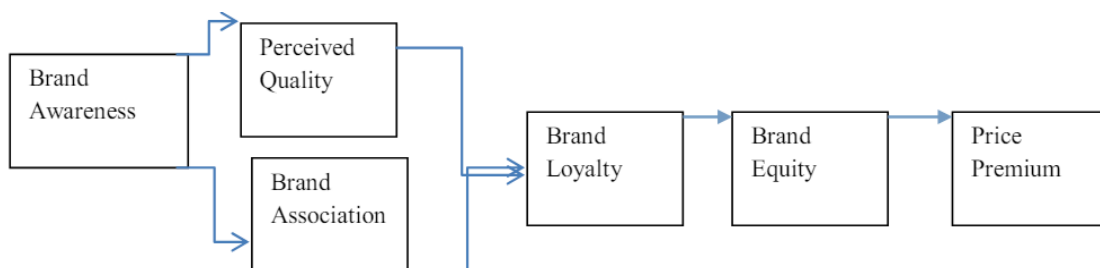 Brand
Awareness
Perceived
Quality
Brand
Association
Brand
Loyalty
Brand
Equity
Price
Premium